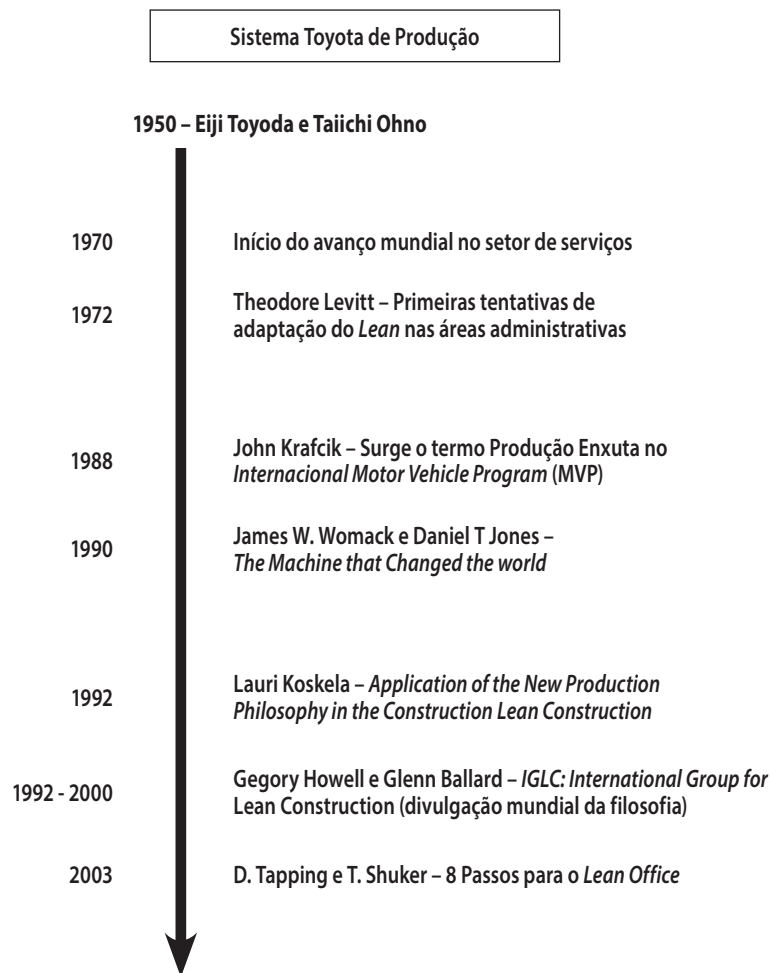 Sistema Toyota de Produção
1950 – Eiji Toyoda e Taiichi Ohno
1970 Início do avanço mundial no setor de serviços
1972 Theodore Levitt – Primeiras tentativas de
adaptação do Lean nas áreas administrativas
1988 John Krafcik – Surge o termo Produção Enxuta no
Internacional Motor Vehicle Program (MVP)
1990 James W. Womack e Daniel T Jones –
The Machine that Changed the world
1992 Lauri Koskela – Application of the New Production
Philosophy in the Construction Lean Construction
1992 - 2000 Gegory Howell e Glenn Ballard – IGLC: International Group for
Lean Construction (divulgação mundial da filosofia)
2003 D. Tapping e T. Shuker – 8 Passos para o Lean Office